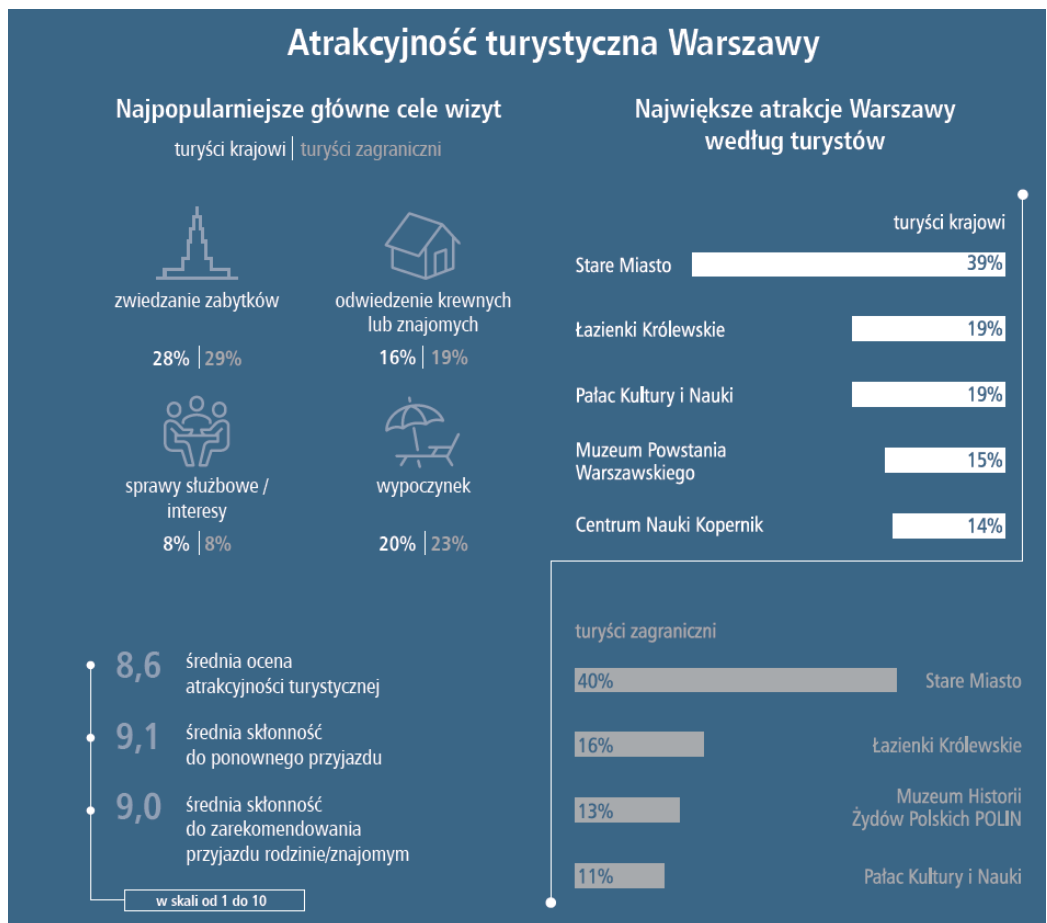 Atrakcyjność turystyczna Warszawy
Najpopularniejsze główne cele wizyt
turyści krajowi | turyści zagraniczni
zwiedzanie zabytków
28% | 29%
odwiedzenie krewnych
lub znajomych
16% | 19%
sprawy służbowe /
interesy
8% | 8%
wypoczynek
20% | 23%
8,6 średnia ocena
atrakcyjności turystycznej
9,1 średnia skłonność
do ponownego przyjazdu
9,0 średnia skłonność
do zarekomendowania
przyjazdu rodzinie/znajomym
w skali od 1 do 10
Największe atrakcje Warszawy
według turystów
turyści krajowi
Stare Miasto 39%
Łazienki Królewskie 19%
Pałac Kultury i Nauki 19%
Muzeum Powstania
Warszawskiego 15%
Centrum Nauki Kopernik 14%
turyści zagraniczni
40% Stare Miasto
16% Łazienki Królewskie
13% Muzeum Historii
Żydów Polskich POLIN
11% Pałac Kultury i Nauki